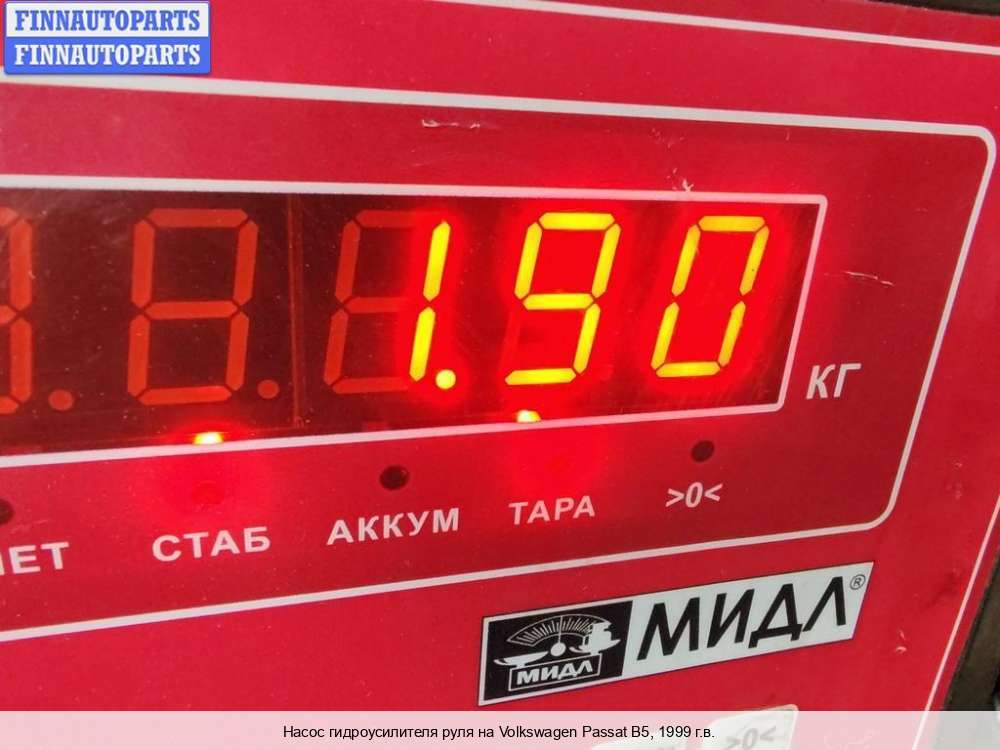 FINNAUTOPARTS
FINNAUTOPARTS
1.90
КГ
СТАБ
АККУМ
ТАРА
>0<
МИДЛ®
МИДЛ
>0<
Насос гидроусилителя руля на Volkswagen Passat B5, 1999 г.в.